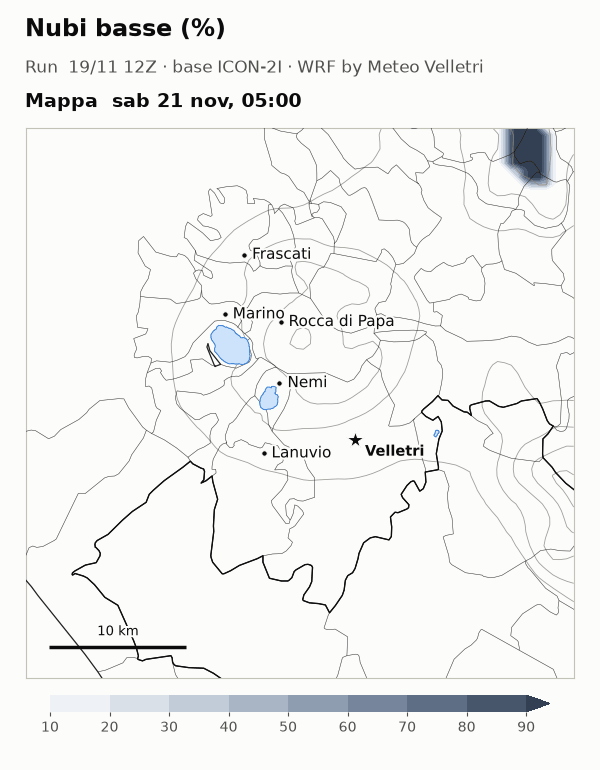 Nubi basse (%)
Run  19/11 12Z · base ICON-2I · WRF by Meteo Velletri
Mappa  sab 21 nov, 05:00
Frascati
Marino
Rocca di Papa
Nemi
Lanuvio
Velletri
10 km
10 20 30 40 50 60 70 80 90